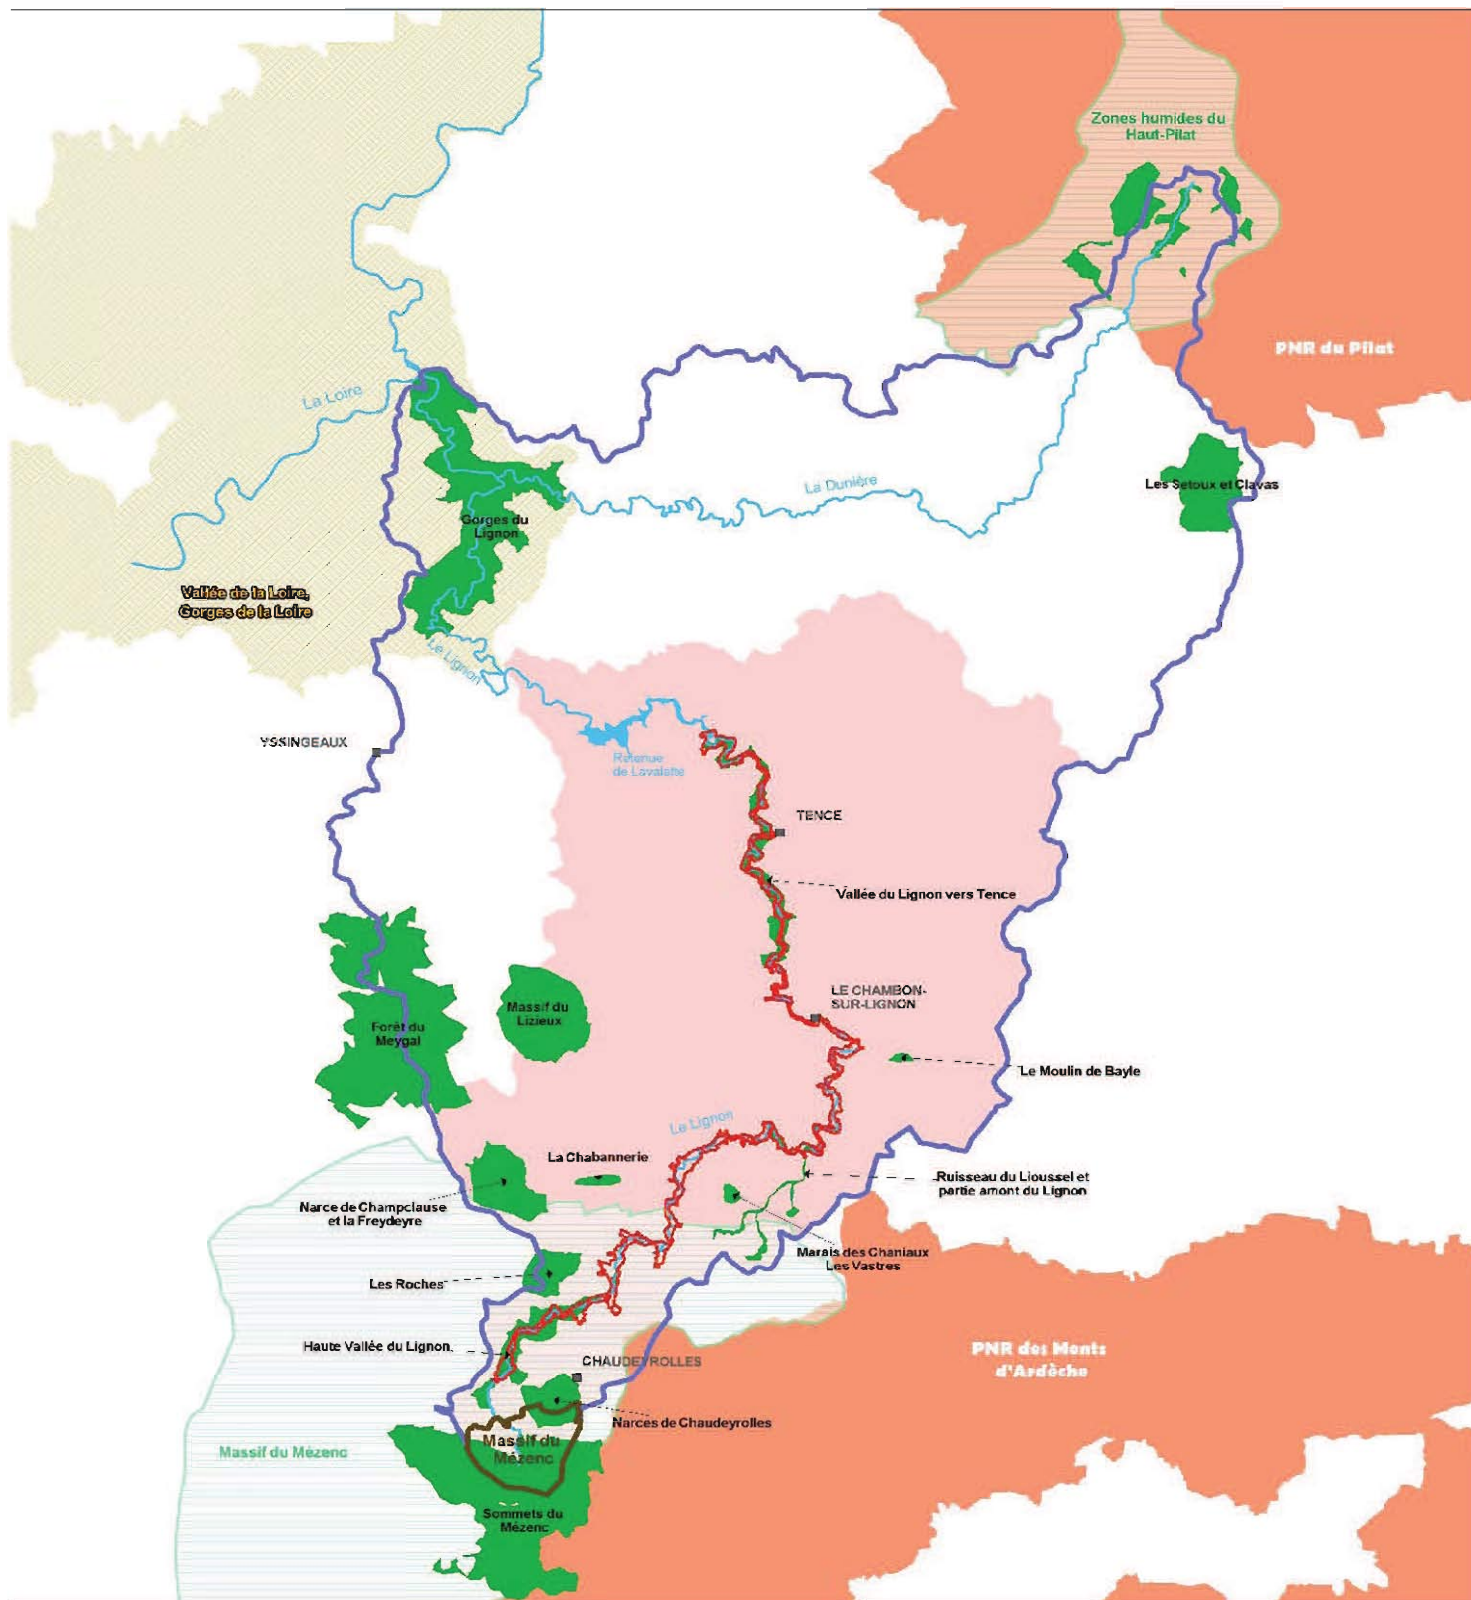 Zones humides du
Haut-Pilat
PNR du Pilat
La Loire
La Dunière
Les Setoux et Clavas
Gorges du
Lignon
Vallée de la Loire,
Gorges de la Loire
Le Lignon
YSSINGEAUX
Retenue
de Lavalette
TENCE
Vallée du Lignon vers Tence
LE CHAMBON-
SUR-LIGNON
Massif du
Lizieux
Forêt du
Meygal
Le Moulin de Bayle
Le Lignon
La Chabannerie
Ruisseau du Lioussel et
partie amont du Lignon
Narce de Champclause
et la Freydeyre
Marais des Chaniaux
Les Vastres
Les Roches
Haute Vallée du Lignon
CHAUDEYROLLES
PNR des Monts
d'Ardèche
Narces de Chaudeyrolles
Massif du Mézenc
Massif du
Mézenc
Sommets du
Mézenc